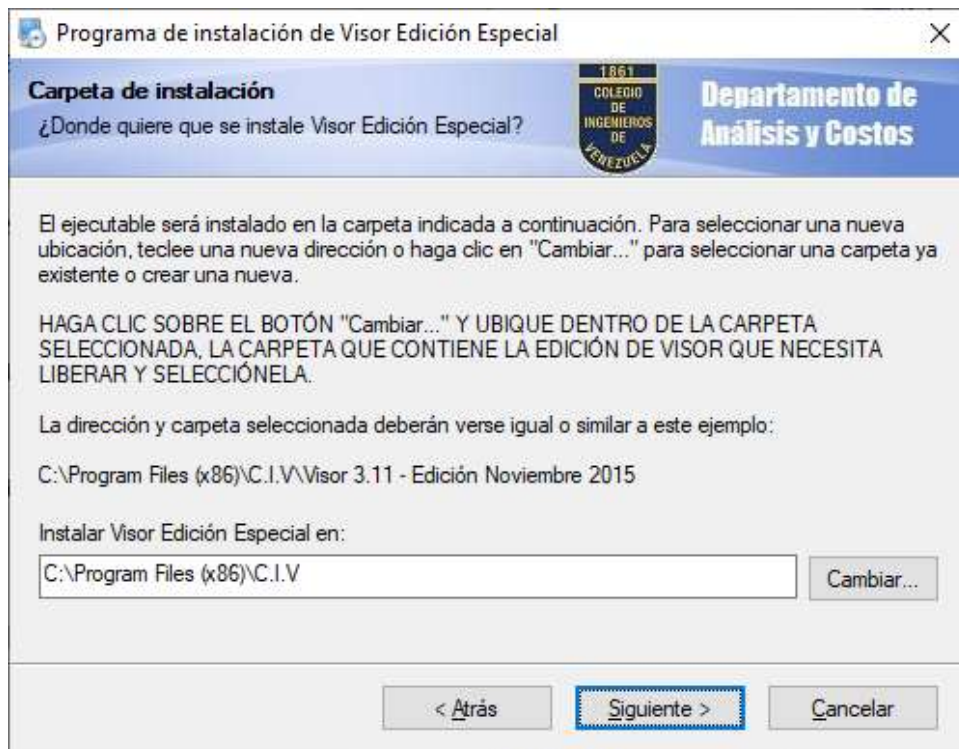 Programa de instalación de Visor Edición Especial
Carpeta de instalación
¿Donde quiere que se instale Visor Edición Especial?
1861
COLEGIO
DE
INGENIEROS
DE
VENEZUELA
Departamento de
Análisis y Costos
El ejecutable será instalado en la carpeta indicada a continuación. Para seleccionar una nueva
ubicación, teclee una nueva dirección o haga clic en "Cambiar..." para seleccionar una carpeta ya
existente o crear una nueva.
HAGA CLIC SOBRE EL BOTÓN "Cambiar..." Y UBIQUE DENTRO DE LA CARPETA
SELECCIONADA, LA CARPETA QUE CONTIENE LA EDICIÓN DE VISOR QUE NECESITA
LIBERAR Y SELECCIÓNELA.
La dirección y carpeta seleccionada deberán verse igual o similar a este ejemplo:
C:\Program Files (x86)\C.I.V\Visor 3.11 - Edición Noviembre 2015
Instalar Visor Edición Especial en:
C:\Program Files (x86)\C.I.V
Cambiar...
< Atrás
Siguiente >
Cancelar